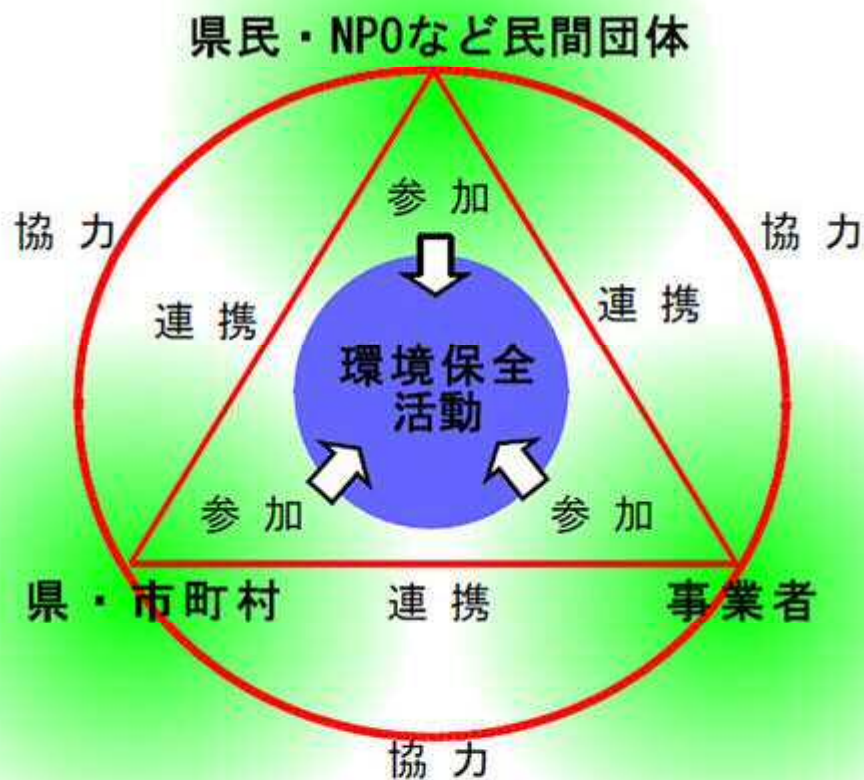 県民・NPOなど民間団体
参加
協力
協力
連携
連携
環境保全
活動
参加
参加
県・市町村
連携
事業者
協力